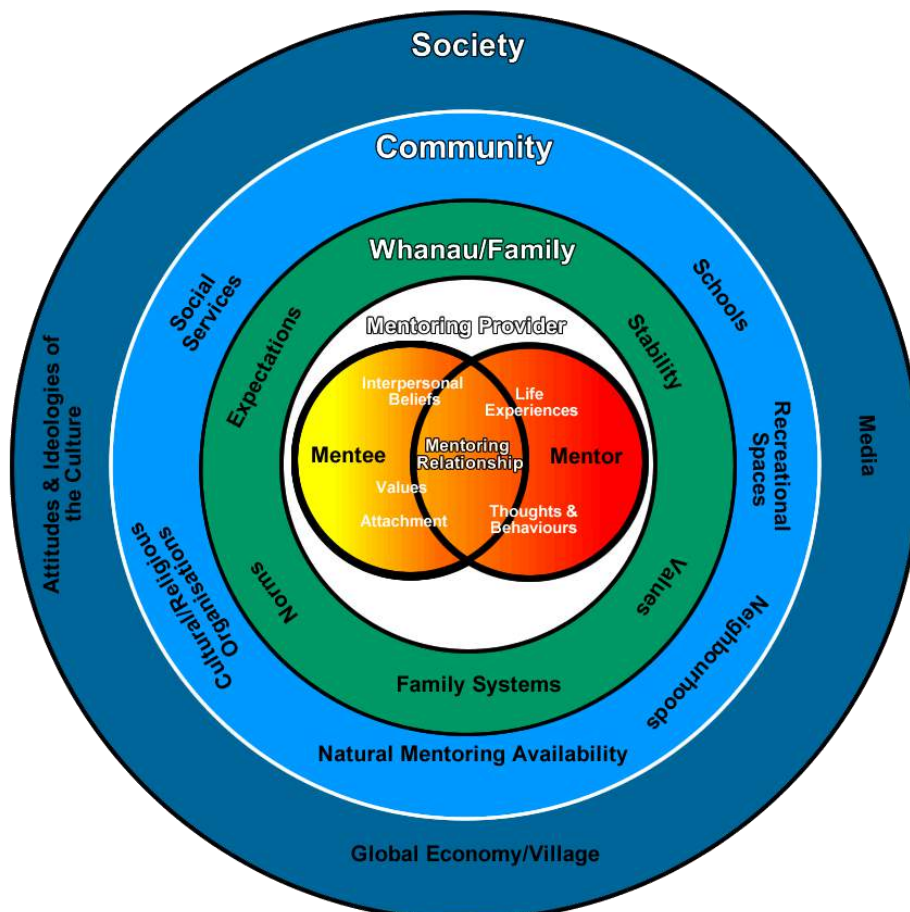 Society
Community
Whanau/Family
Mentoring Provider
Social
Services
Schools
Expectations
Stability
Interpersonal
Beliefs
Life
Experiences
Mentee
Mentoring
Relationship
Mentor
Values
Attachment
Thoughts &
Behaviours
Attitudes & Ideologies of
the Culture
Recreational
Spaces
Media
Cultural/Religious
Organisations
Norms
Values
Neighbourhoods
Family Systems
Natural Mentoring Availability
Global Economy/Village